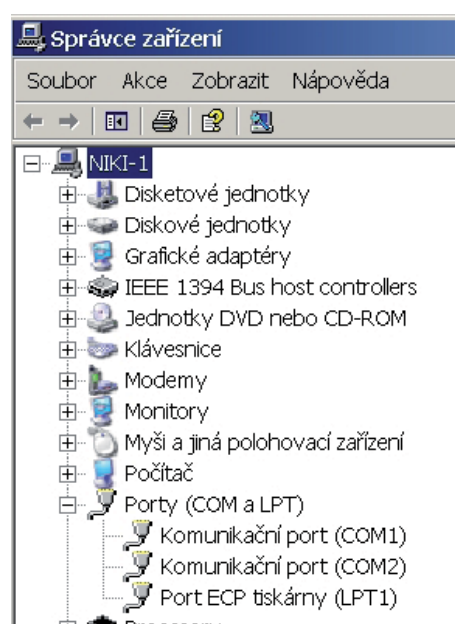 Správce zařízení
Soubor Akce Zobrazit Nápověda
NIKI-1
Disketové jednotky
Diskové jednotky
Grafické adaptéry
IEEE 1394 Bus host controllers
Jednotky DVD nebo CD-ROM
Klávesnice
Modemy
Monitory
Myši a jiná polohovací zařízení
Počítač
Porty (COM a LPT)
Komunikační port (COM1)
Komunikační port (COM2)
Port ECP tiskárny (LPT1)